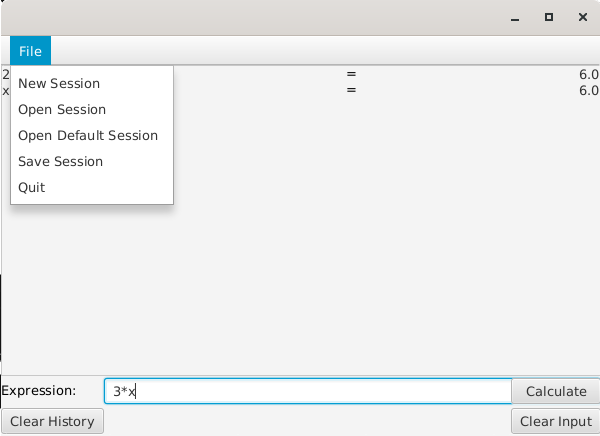 File
2 = 6.0
x = 6.0
New Session
Open Session
Open Default Session
Save Session
Quit
Expression: 3*x Calculate
Clear History Clear Input